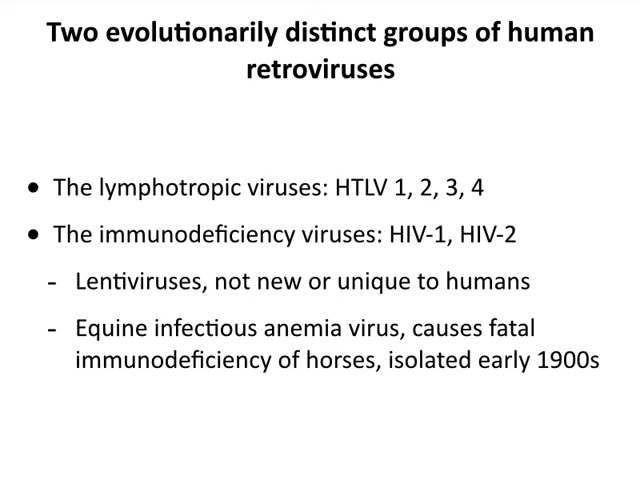 Two evolutionarily distinct groups of human
retroviruses
• The lymphotropic viruses: HTLV 1, 2, 3, 4
• The immunodeficiency viruses: HIV-1, HIV-2
- Lentiviruses, not new or unique to humans
- Equine infectious anemia virus, causes fatal
immunodeficiency of horses, isolated early 1900s